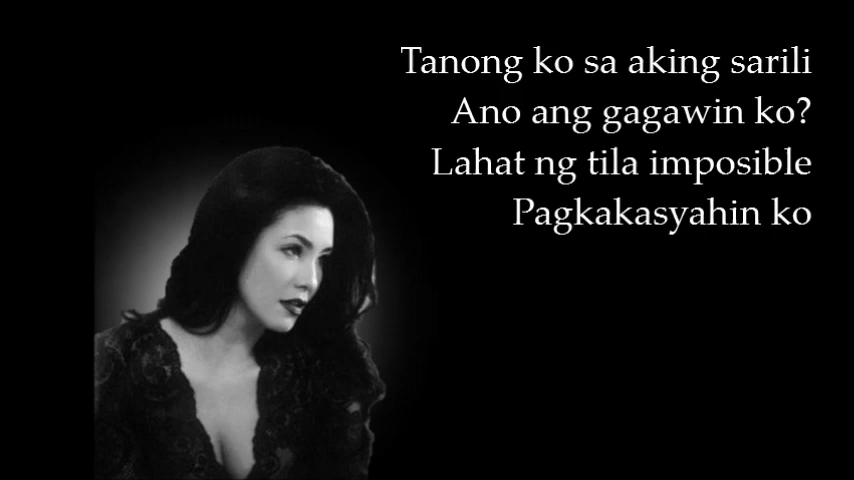 Tanong ko sa aking sarili
Ano ang gagawin ko?
Lahat ng tila imposible
Pagkakasyahin ko